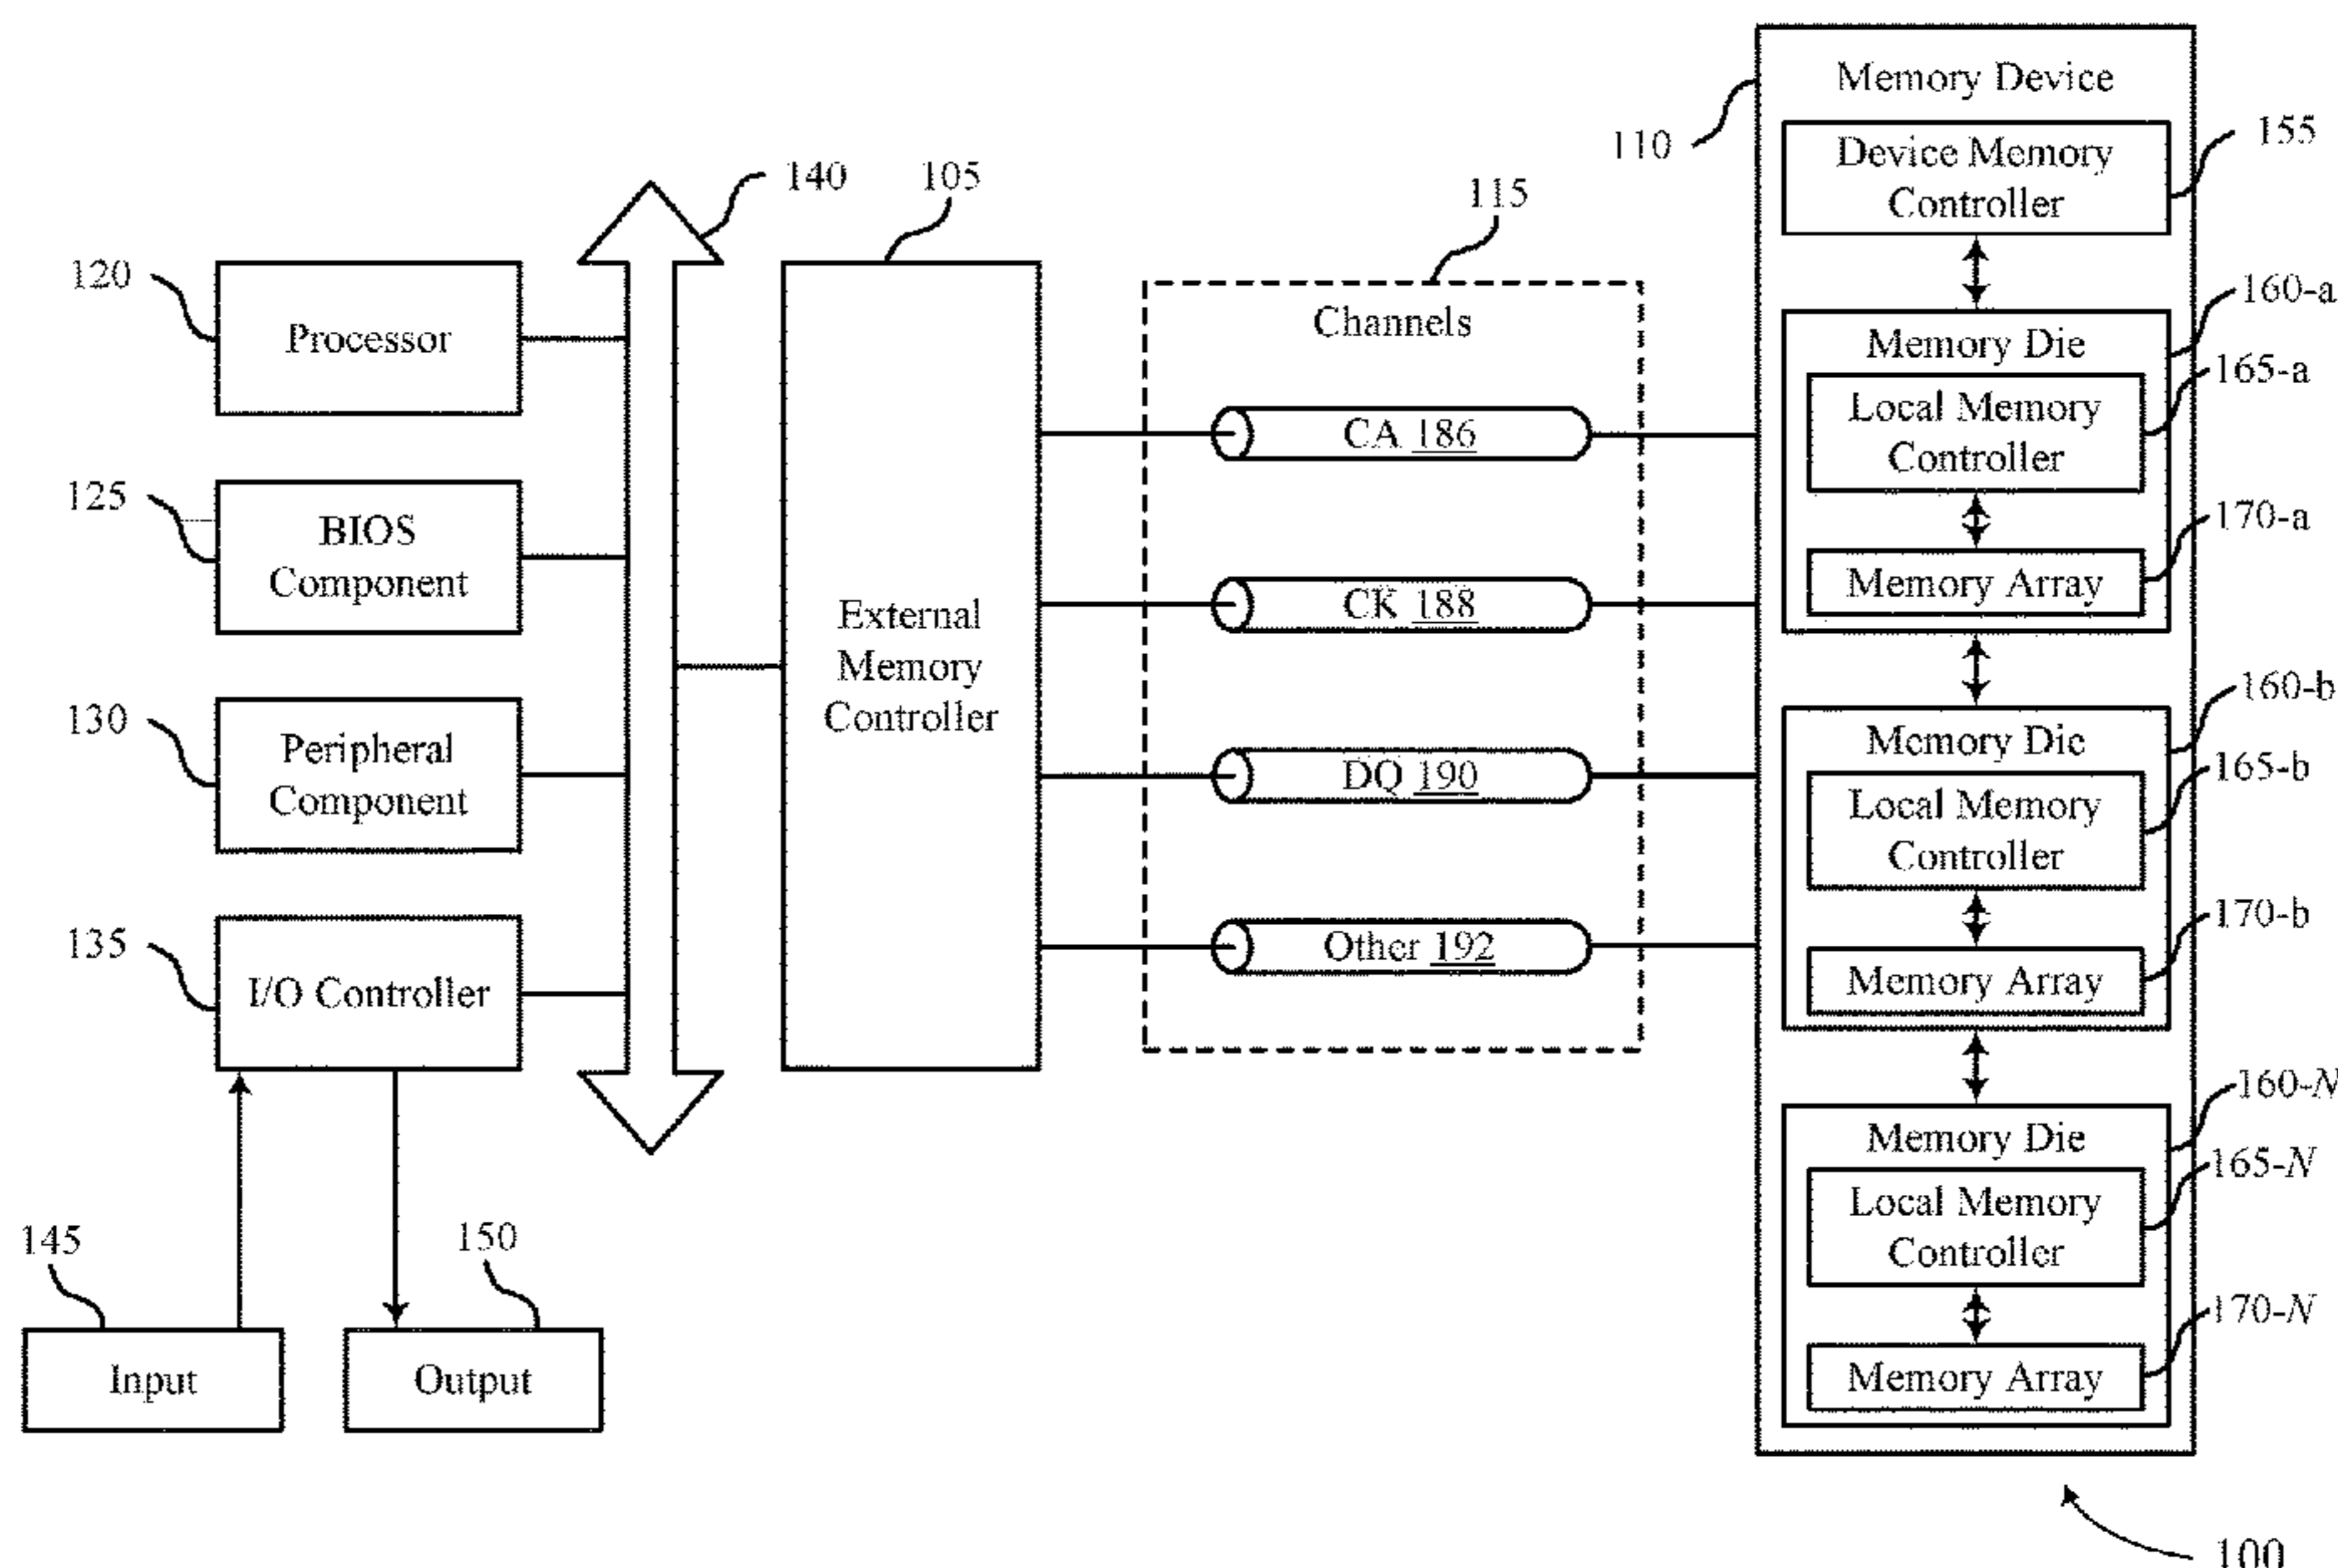 Memory Device
110
Device Memory
Controller
155
140
105
115
120
Processor
Channels
160-a
Memory Die
165-a
Local Memory
Controller
CA 186
125
BIOS
Component
170-a
Memory Array
External
Memory
Controller
CK 188
130
Peripheral
Component
160-b
Memory Die
165-b
Local Memory
Controller
DQ 190
135
I/O Controller
Other 192
170-b
Memory Array
160-N
Memory Die
165-N
Local Memory
Controller
145
150
Input
Output
170-N
Memory Array
100